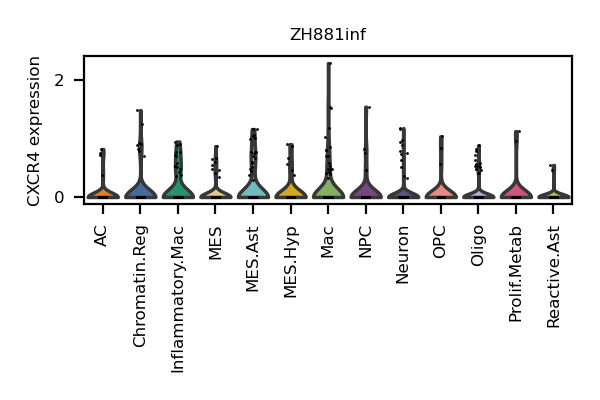 ZH881inf
CXCR4 expression
2
0
AC
Chromatin.Reg
Inflammatory.Mac
MES
MES.Ast
MES.Hyp
Mac
NPC
Neuron
OPC
Oligo
Prolif.Metab
Reactive.Ast